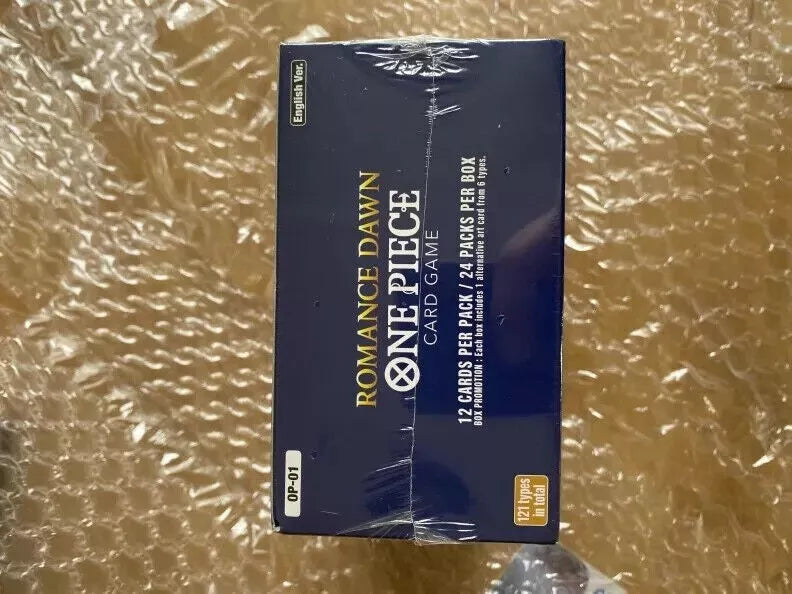 English Ver.
OP-01
ROMANCE DAWN
ONE PIECE
CARD GAME
12 CARDS PER PACK / 24 PACKS PER BOX
BOX PROMOTION : Each box includes 1 alternative art card from 6 types.
121 types
in total